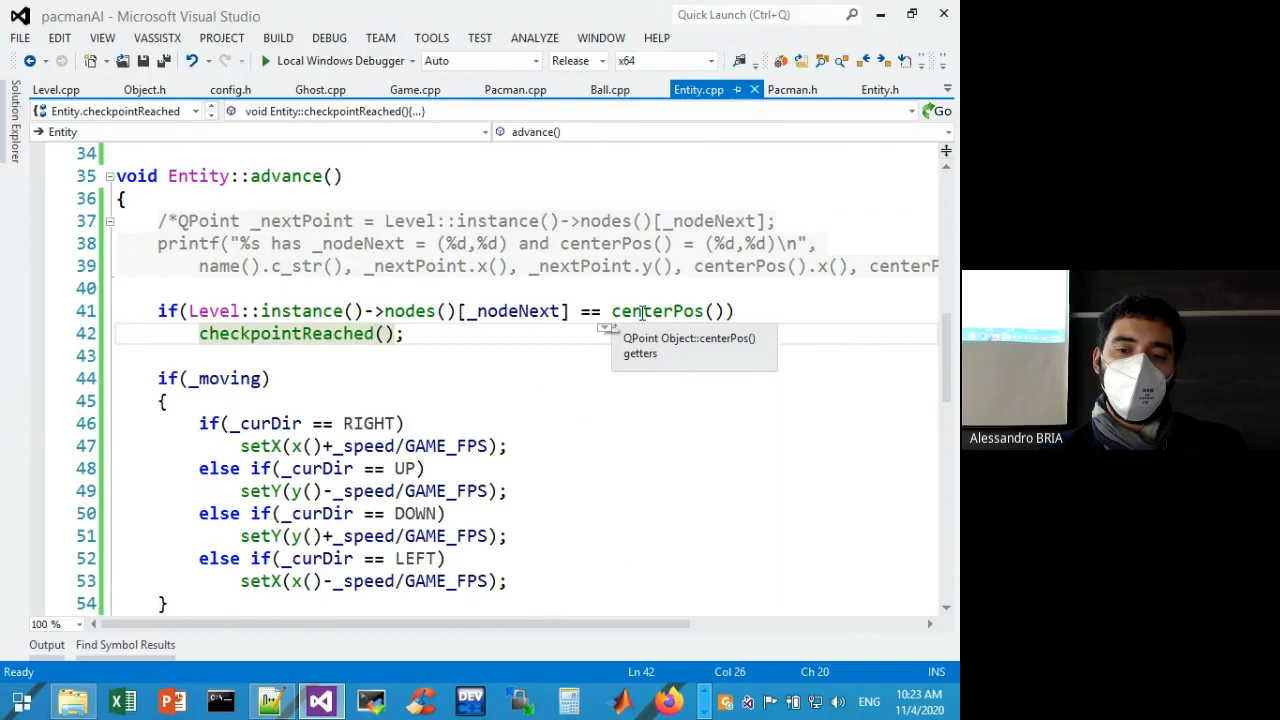 pacmanAI - Microsoft Visual Studio
Quick Launch (Ctrl+Q)
FILE EDIT VIEW VASSISTX PROJECT BUILD DEBUG TEAM TOOLS TEST ANALYZE WINDOW HELP
Local Windows Debugger Auto Release x64
Level.cpp Object.h config.h Ghost.cpp Game.cpp Pacman.cpp Ball.cpp Entity.cpp Pacman.h Entity.h
Solution Explorer
Entity.checkpointReached void Entity::checkpointReached(){...} Go
Entity advance()
34
35 void Entity::advance()
36 {
37 /*QPoint _nextPoint = Level::instance()->nodes()[_nodeNext];
38 printf("%s has _nodeNext = (%d,%d) and centerPos() = (%d,%d)\n",
39 name().c_str(), _nextPoint.x(), _nextPoint.y(), centerPos().x(), centerP
40
41 if(Level::instance()->nodes()[_nodeNext] == centerPos())
42 checkpointReached();
QPoint Object::centerPos()
getters
43
44 if(_moving)
45 {
46 if(_curDir == RIGHT)
47 setX(x()+_speed/GAME_FPS);
48 else if(_curDir == UP)
49 setY(y()-_speed/GAME_FPS);
50 else if(_curDir == DOWN)
51 setY(y()+_speed/GAME_FPS);
52 else if(_curDir == LEFT)
53 setX(x()-_speed/GAME_FPS);
54 }
100 %
Output Find Symbol Results
Ready Ln 42 Col 26 Ch 20 INS
DEV
ENG
10:23 AM
11/4/2020
Alessandro BRIA